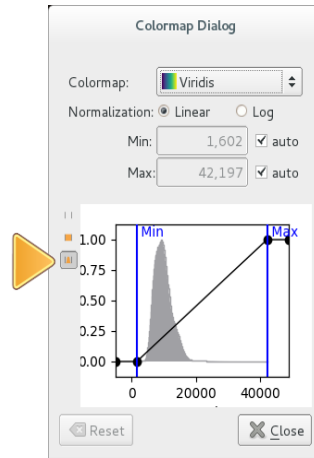 Colormap Dialog
Colormap: Viridis
Normalization: Linear Log
Min: 1,602 auto
Max: 42,197 auto
Min Max
1.00
0.75
0.50
0.25
0.00
0 20000 40000
Reset Close